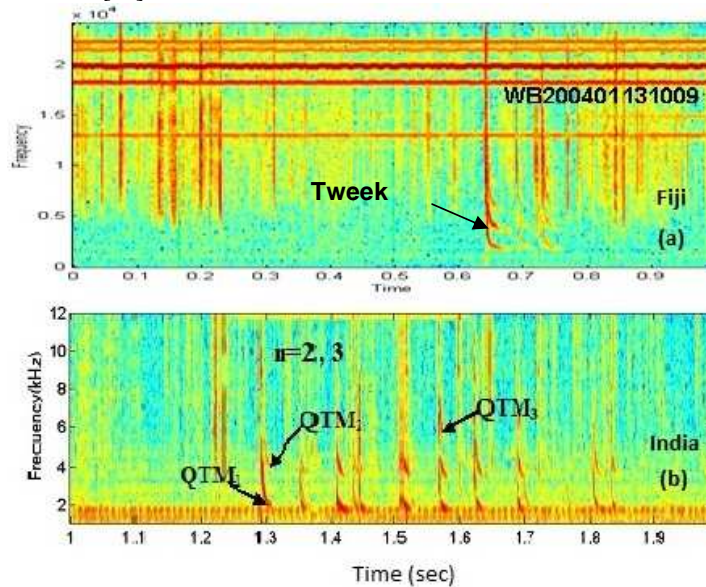 x 10⁴
2
1.5
1
0.5
0
Frequency
WB200401131009
Tweek
Fiji
(a)
0 0.1 0.2 0.3 0.4 0.5 0.6 0.7 0.8 0.9
Time
12
10
8
6
4
2
Frecuency(kHz)
n=2, 3
QTM₂
QTM₃
QTM₁
India
(b)
1 1.1 1.2 1.3 1.4 1.5 1.6 1.7 1.8 1.9
Time (sec)